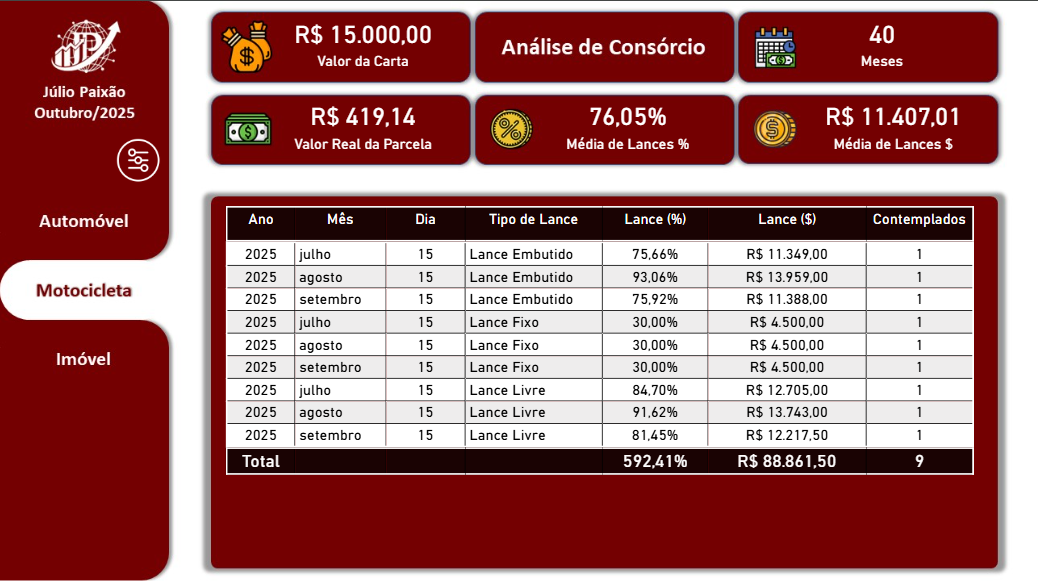 JP
Júlio Paixão
Outubro/2025
Automóvel
Motocicleta
Imóvel
R$ 15.000,00
Valor da Carta
Análise de Consórcio
40
Meses
R$ 419,14
Valor Real da Parcela
76,05%
Média de Lances %
R$ 11.407,01
Média de Lances $
Ano Mês Dia Tipo de Lance Lance (%) Lance ($) Contemplados
2025 julho 15 Lance Embutido 75,66% R$ 11.349,00 1
2025 agosto 15 Lance Embutido 93,06% R$ 13.959,00 1
2025 setembro 15 Lance Embutido 75,92% R$ 11.388,00 1
2025 julho 15 Lance Fixo 30,00% R$ 4.500,00 1
2025 agosto 15 Lance Fixo 30,00% R$ 4.500,00 1
2025 setembro 15 Lance Fixo 30,00% R$ 4.500,00 1
2025 julho 15 Lance Livre 84,70% R$ 12.705,00 1
2025 agosto 15 Lance Livre 91,62% R$ 13.743,00 1
2025 setembro 15 Lance Livre 81,45% R$ 12.217,50 1
Total 592,41% R$ 88.861,50 9